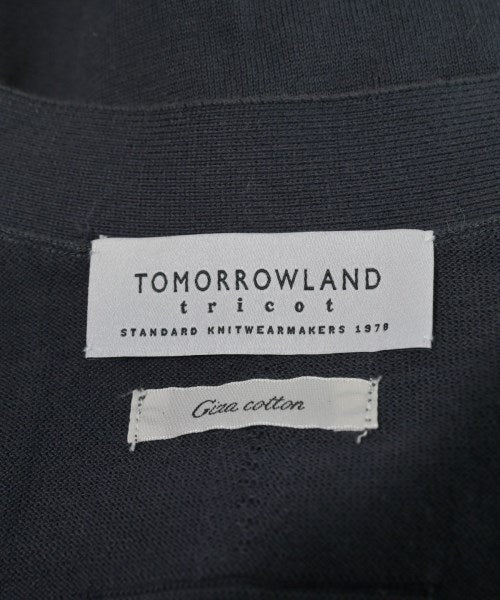 TOMORROWLAND
tricot
STANDARD KNITWEARMAKERS 1978
Giza cotton